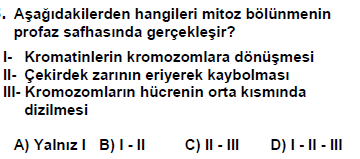 . Aşağıdakilerden hangileri mitoz bölünmenin
profaz safhasında gerçekleşir?
I- Kromatinlerin kromozomlara dönüşmesi
II- Çekirdek zarının eriyerek kaybolması
III- Kromozomların hücrenin orta kısmında
dizilmesi
A) Yalnız I B) I - II C) II - III D) I - II - III